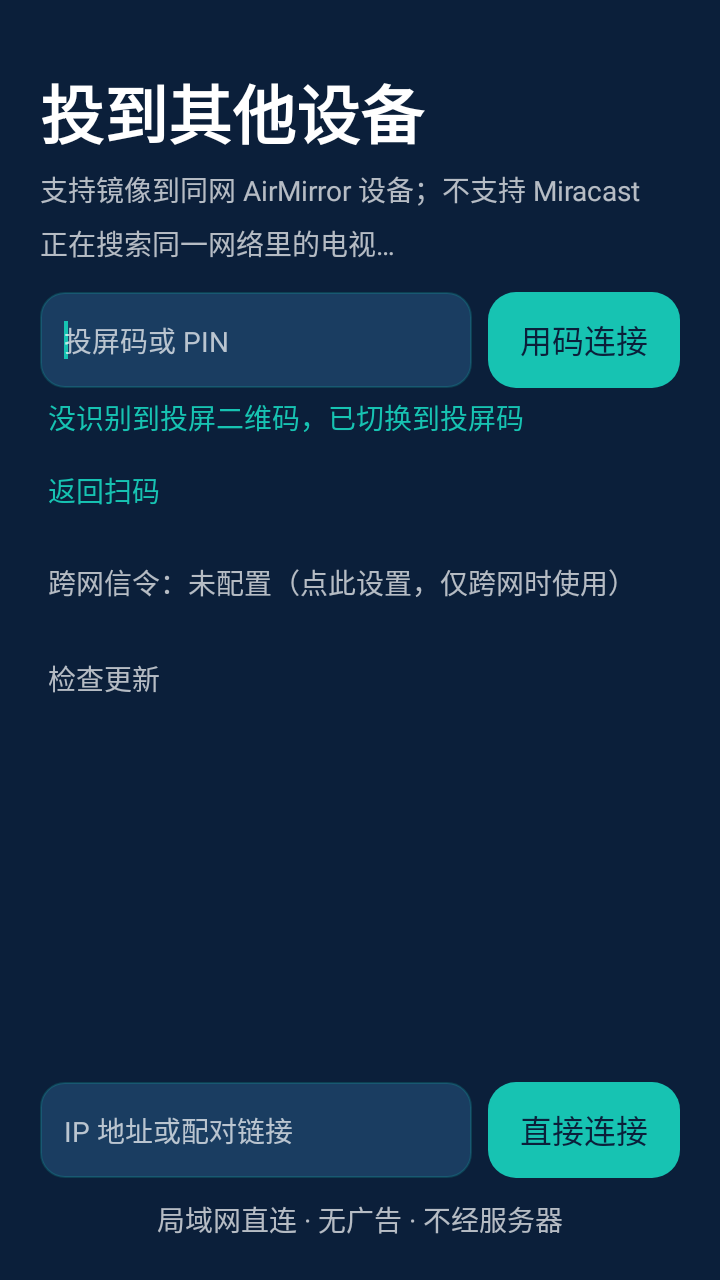 投到其他设备
支持镜像到同网 AirMirror 设备；不支持 Miracast
正在搜索同一网络里的电视…
投屏码或 PIN
用码连接
没识别到投屏二维码，已切换到投屏码
返回扫码
跨网信令：未配置（点此设置，仅跨网时使用）
检查更新
IP 地址或配对链接
直接连接
局域网直连 · 无广告 · 不经服务器